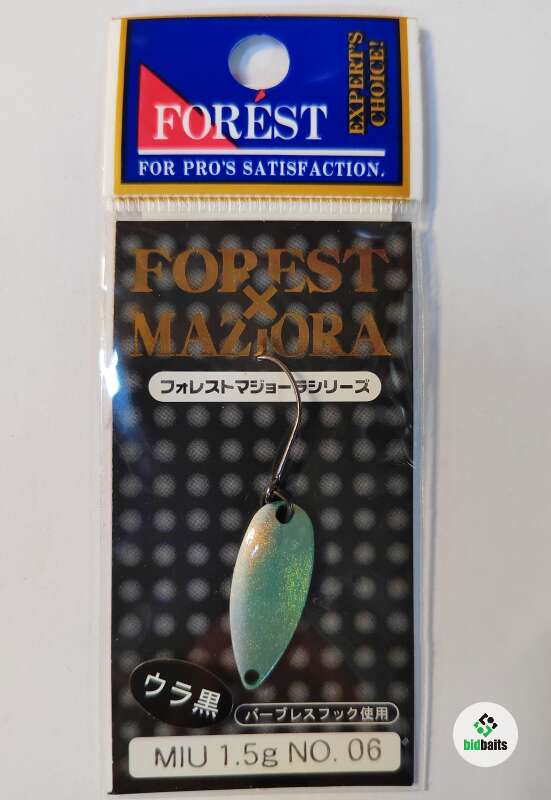 FORÉST
FOR PRO'S SATISFACTION.
EXPERT'S
CHOICE!
FOREST
×
MAZIORA
フォレストマジョーラシリーズ
ウラ黒
バーブレスフック使用
MIU 1.5g NO. 06
bidbaits